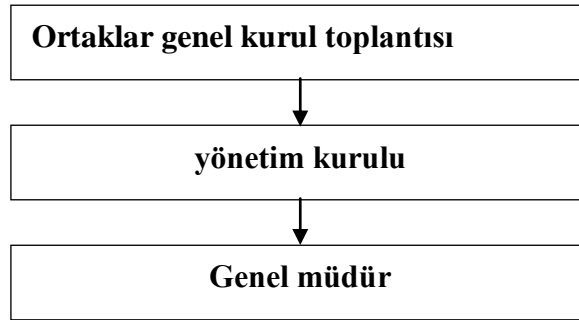 Ortaklar genel kurul toplantısı
yönetim kurulu
Genel müdür